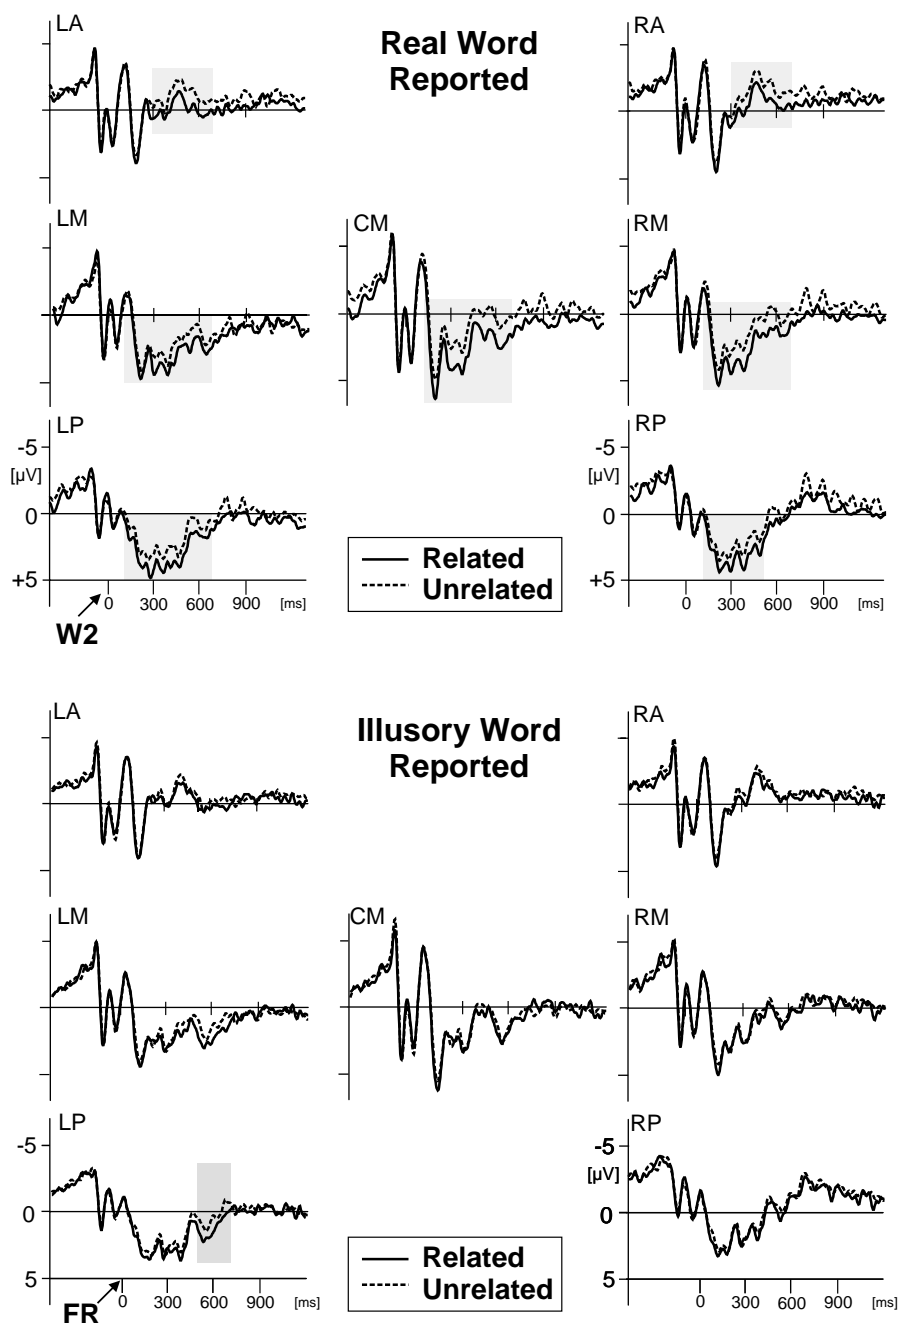 LA
Real Word
Reported
RA
LM
CM
RM
LP
RP
-5
[µV]
0
+5
-5
[µV]
0
+5
Related
Unrelated
0 300 600 900 [ms]
0 300 600 900 [ms]
W2
LA
Illusory Word
Reported
RA
LM
CM
RM
LP
RP
-5
0
5
-5
[µV]
0
5
Related
Unrelated
0 300 600 900 [ms]
0 300 600 900 [ms]
FR